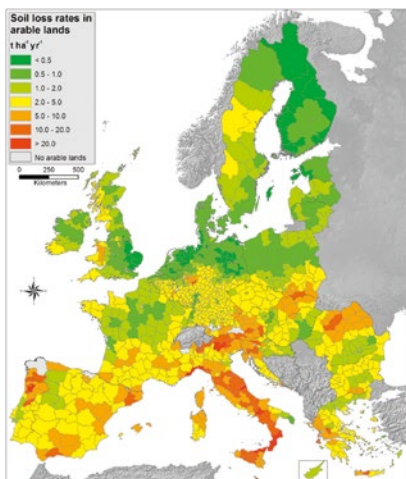 Soil loss rates in
arable lands
t ha⁻¹ yr⁻¹
< 0.5
0.5 - 1.0
1.0 - 2.0
2.0 - 5.0
5.0 - 10.0
10.0 - 20.0
> 20.0
No arable lands
0 250 500
Kilometers